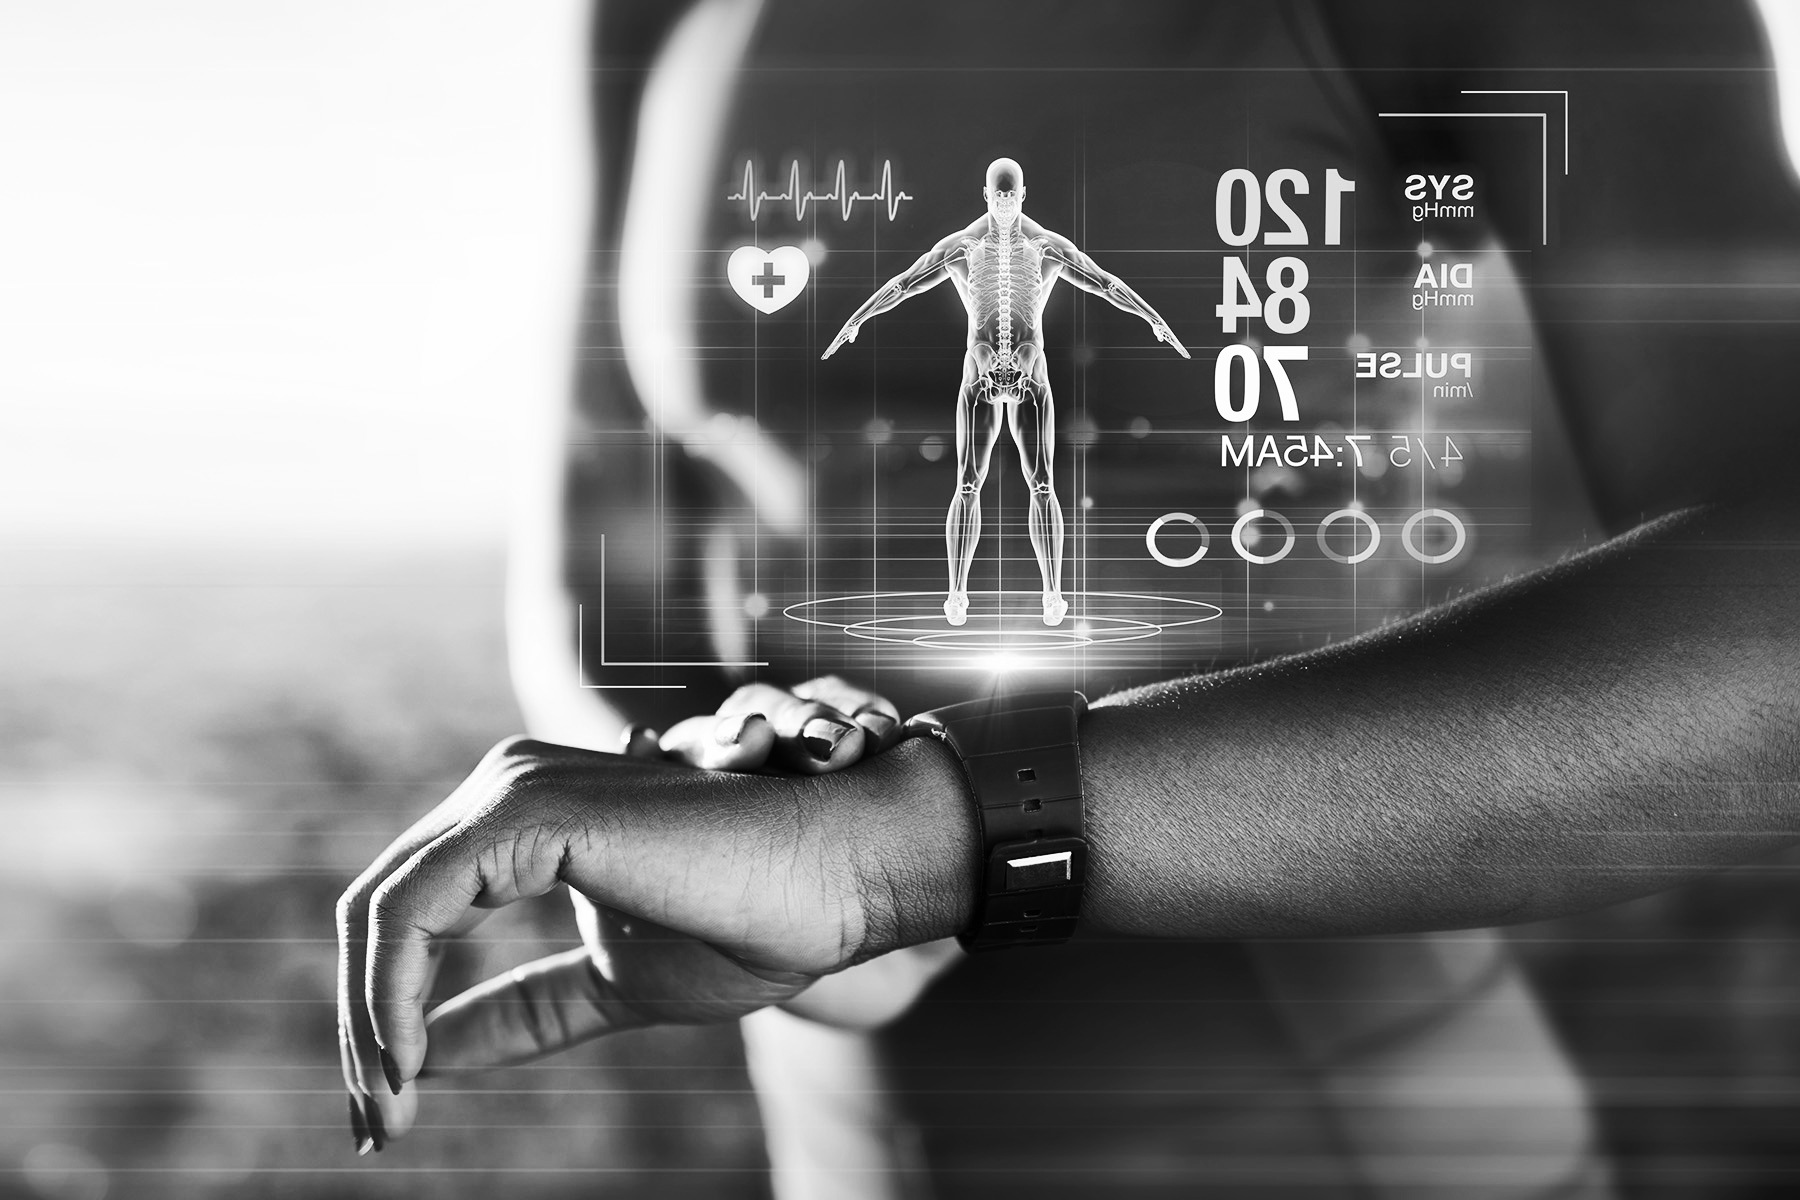 SYS
mmHg
120
DIA
mmHg
84
PULSE
/min
70
4/5 7:45AM